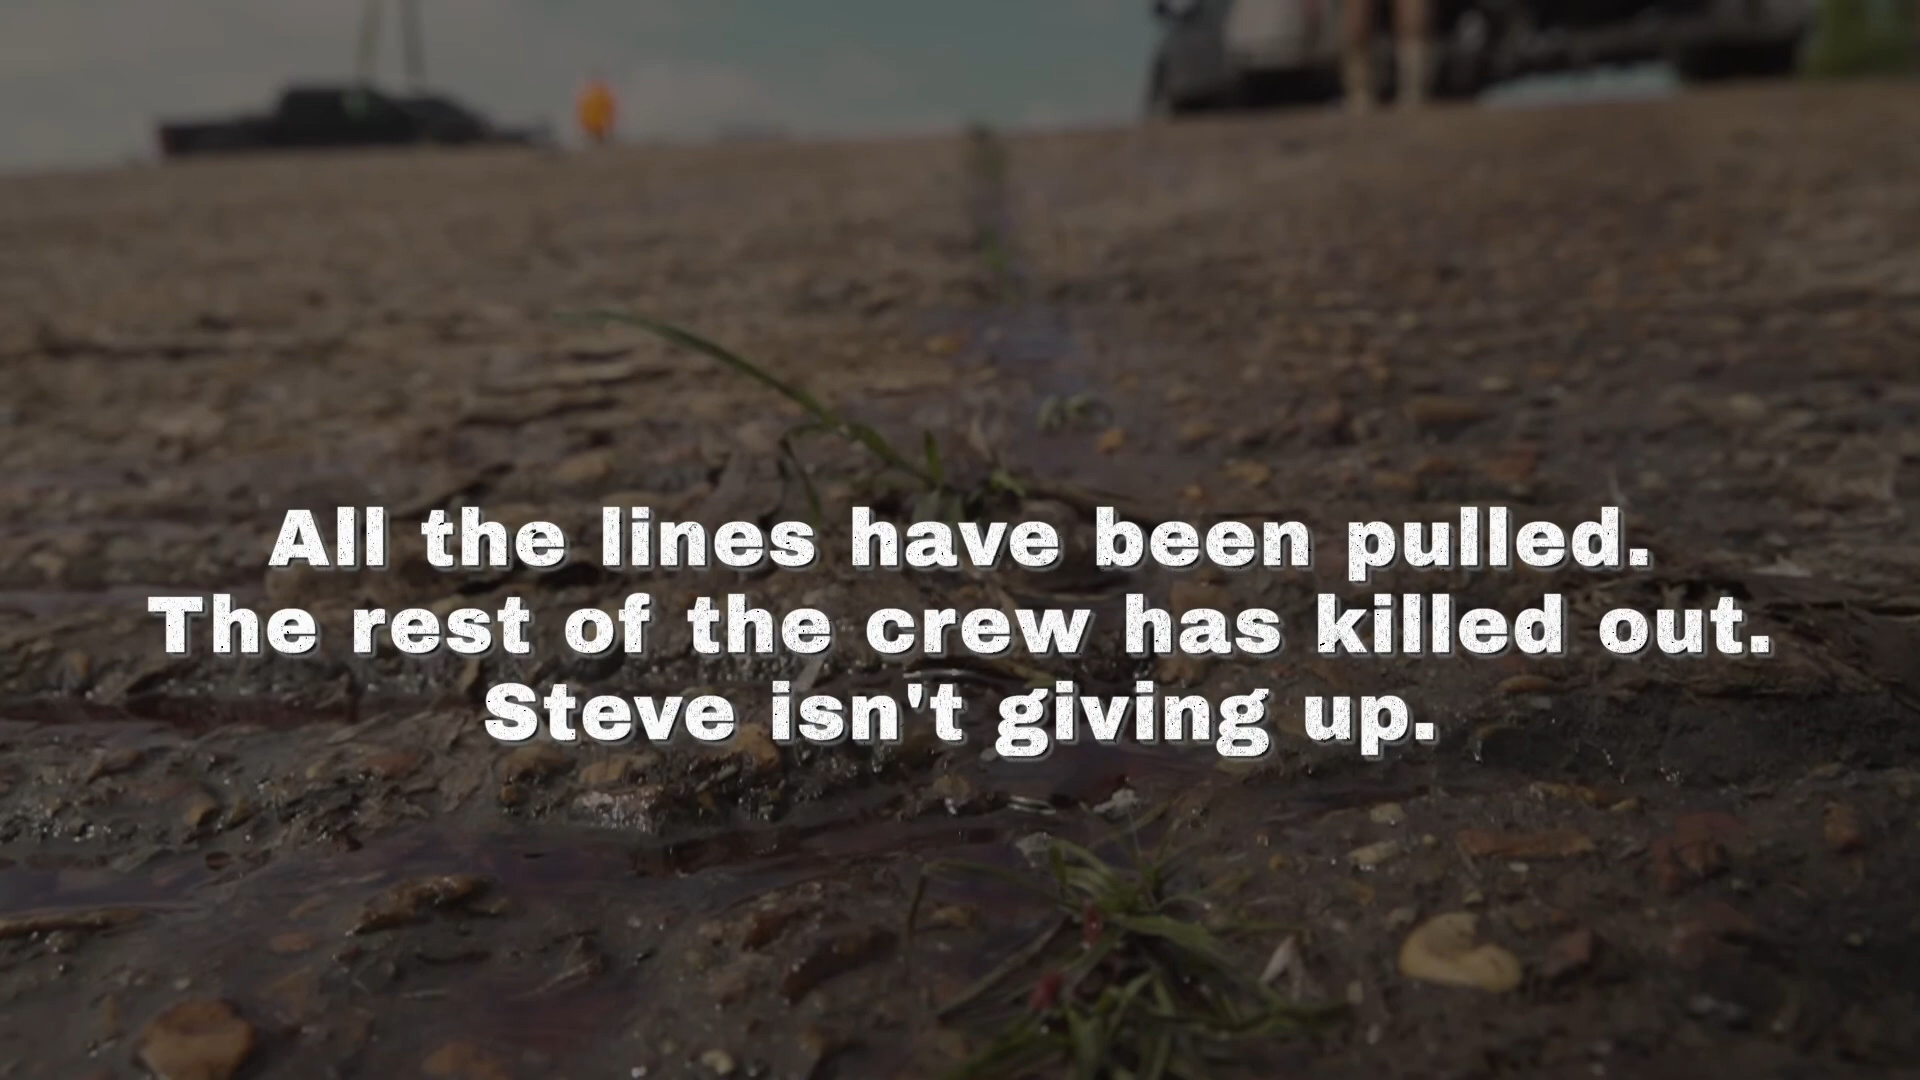 All the lines have been pulled.
The rest of the crew has killed out.
Steve isn't giving up.